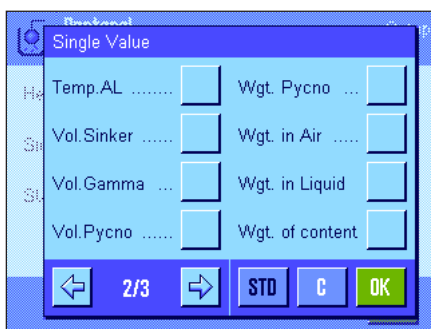 Single Value
Temp.AL ........
Vol.Sinker ......
Vol.Gamma ...
Vol.Pycno ......
Wgt. Pycno ...
Wgt. in Air .....
Wgt. in Liquid
Wgt. of content
2/3
STD
C
OK